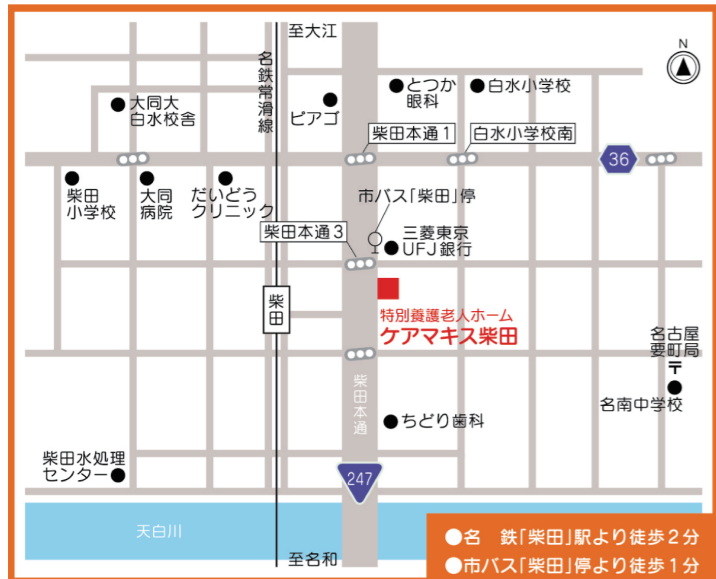 至大江
N
名鉄常滑線
大同大
白水校舎
ピアゴ
とつか
眼科
白水小学校
柴田本通1
白水小学校南
36
柴田
小学校
大同
病院
だいどう
クリニック
市バス「柴田」停
柴田本通3
三菱東京
UFJ銀行
柴田
特別養護老人ホーム
ケアマキス柴田
名古屋
要町局
〒
名南中学校
柴田本通
ちどり歯科
柴田水処理
センター
247
天白川
至名和
●名　鉄「柴田」駅より徒歩2分
●市バス「柴田」停より徒歩1分